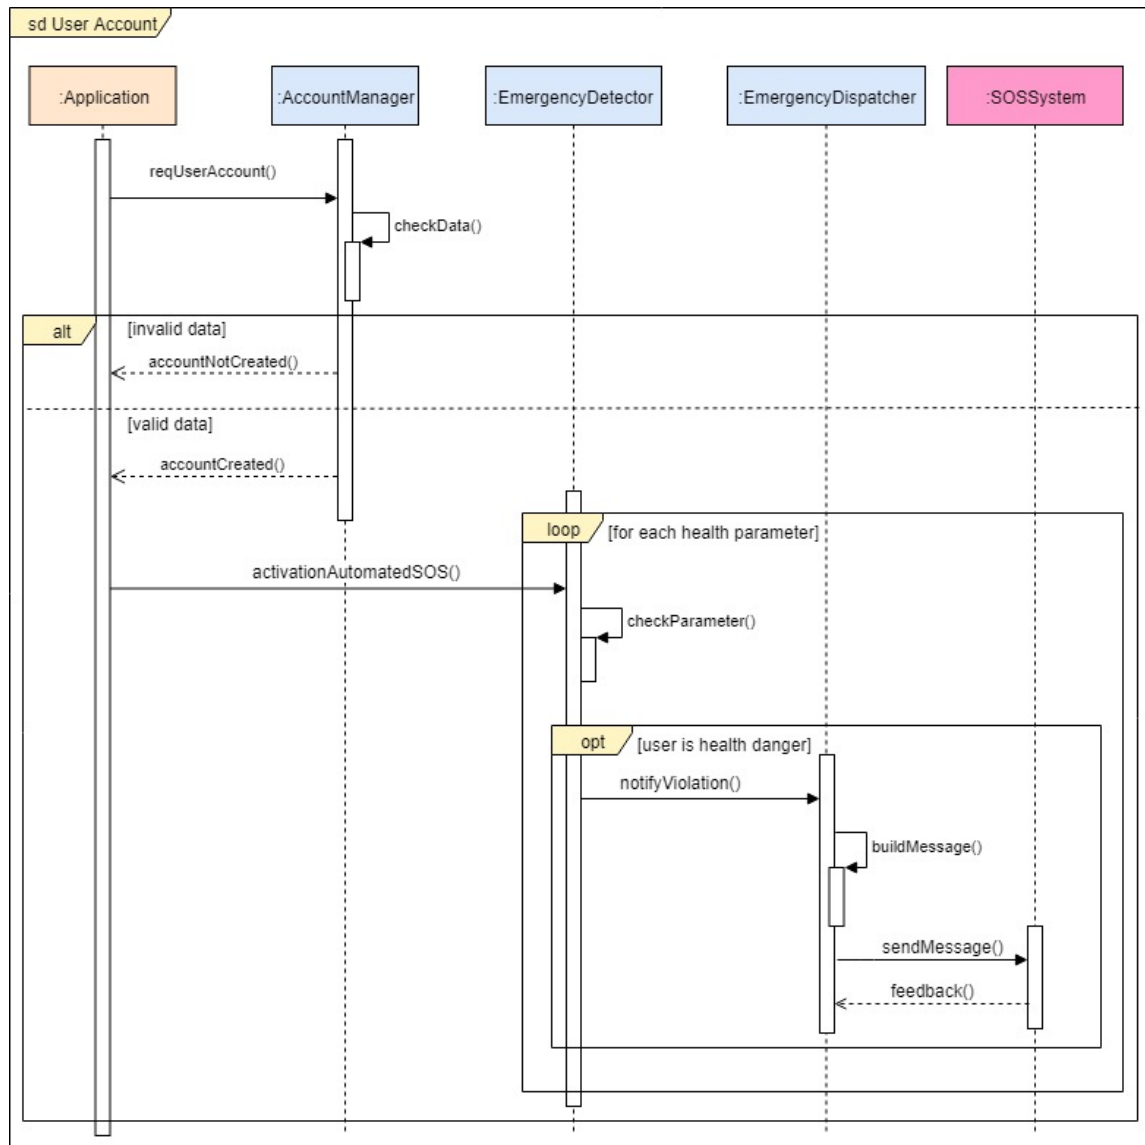 sd User Account
:Application
:AccountManager
:EmergencyDetector
:EmergencyDispatcher
:SOSSystem
reqUserAccount()
checkData()
alt
[invalid data]
accountNotCreated()
[valid data]
accountCreated()
loop
[for each health parameter]
activationAutomatedSOS()
checkParameter()
opt
[user is health danger]
notifyViolation()
buildMessage()
sendMessage()
feedback()